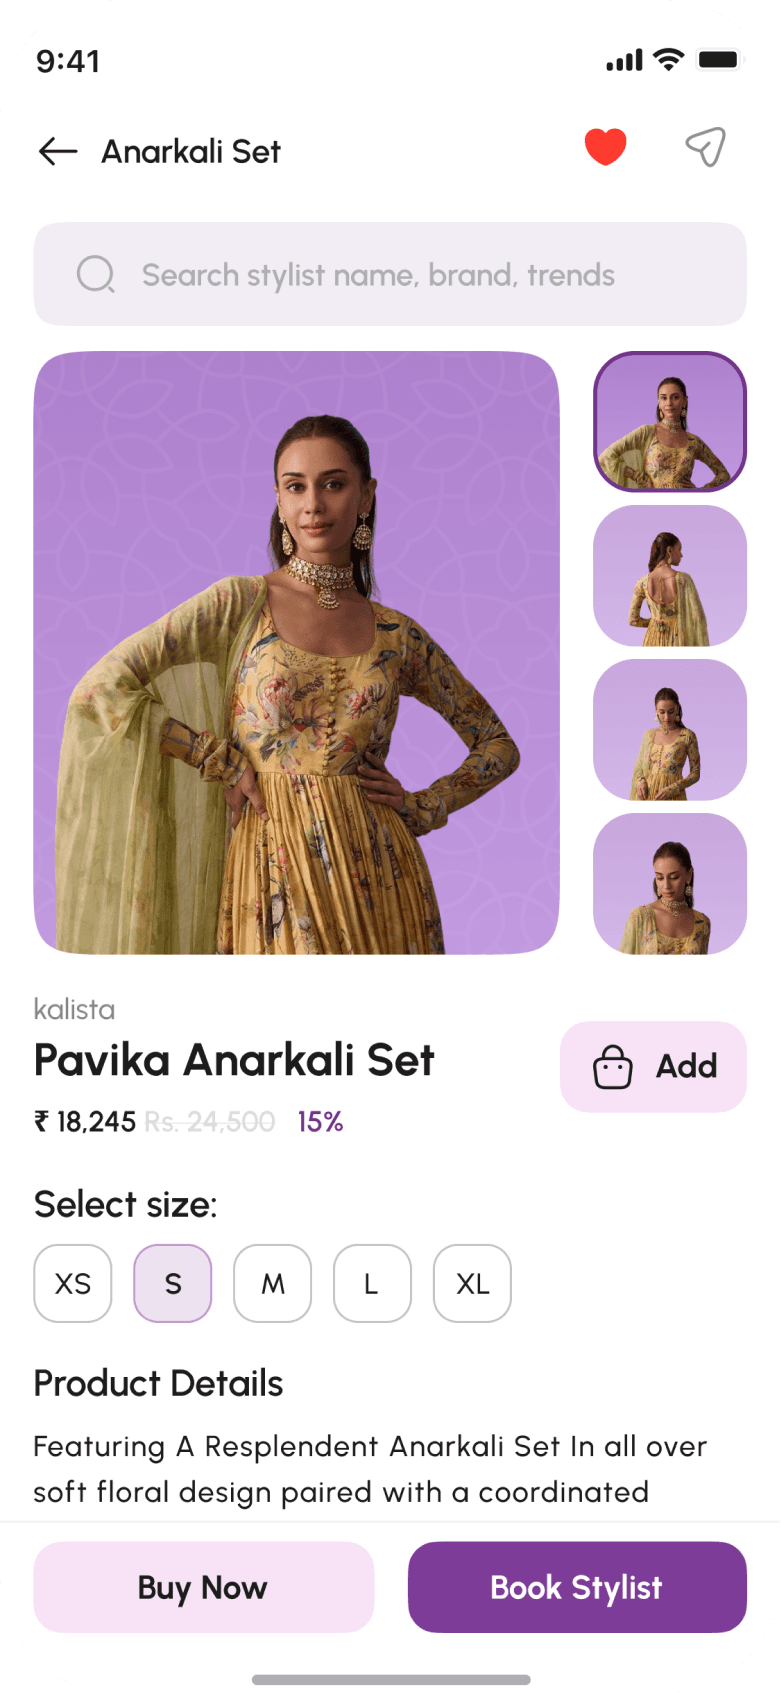 9:41
Anarkali Set
Search stylist name, brand, trends
kalista
Pavika Anarkali Set
Add
₹ 18,245 Rs. 24,500 15%
Select size:
XS S M L XL
Product Details
Featuring A Resplendent Anarkali Set In all over
soft floral design paired with a coordinated
Buy Now Book Stylist